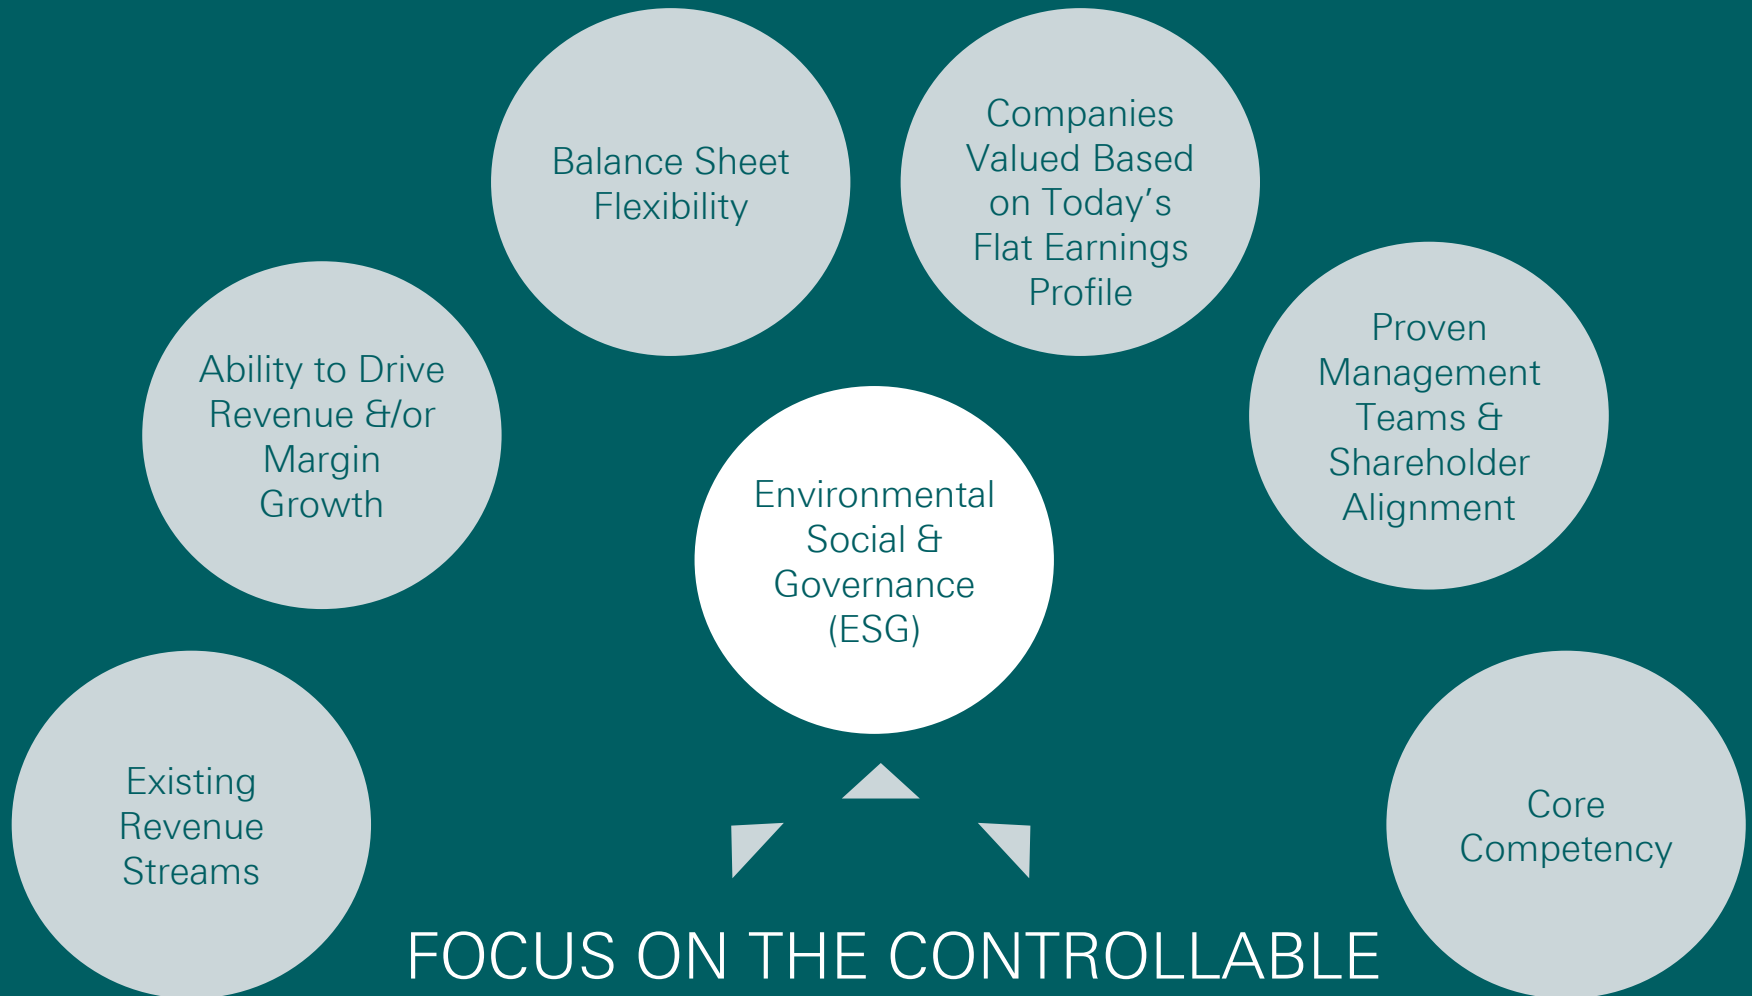 Balance Sheet
Flexibility
Companies
Valued Based
on Today’s
Flat Earnings
Profile
Ability to Drive
Revenue &/or
Margin
Growth
Proven
Management
Teams &
Shareholder
Alignment
Environmental
Social &
Governance
(ESG)
Existing
Revenue
Streams
Core
Competency
FOCUS ON THE CONTROLLABLE